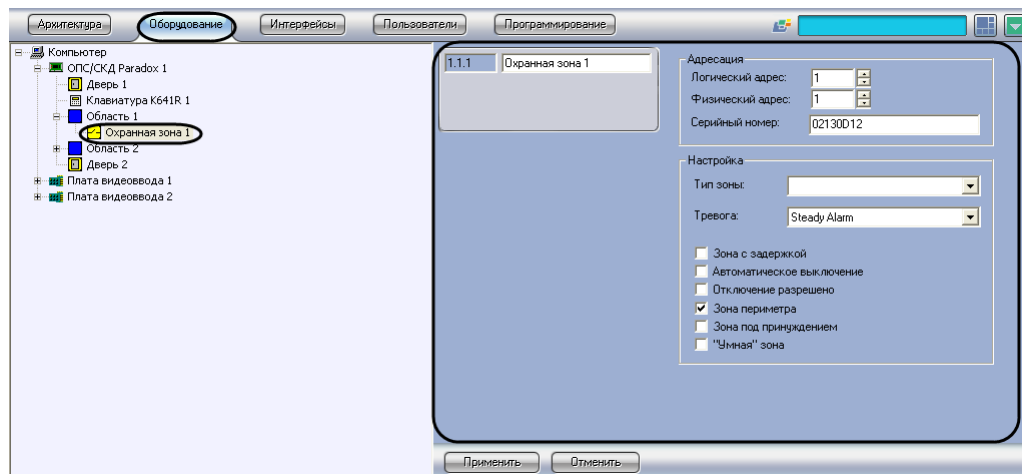 Архитектура Оборудование Интерфейсы Пользователи Программирование
Компьютер
ОПС/СКД Paradox 1
Дверь 1
Клавиатура K641R 1
Область 1
Охранная зона 1
Область 2
Дверь 2
Плата видеоввода 1
Плата видеоввода 2
1.1.1 Охранная зона 1
Адресация
Логический адрес: 1
Физический адрес: 1
Серийный номер: 02130D12
Настройка
Тип зоны:
Тревога: Steady Alarm
Зона с задержкой
Автоматическое выключение
Отключение разрешено
Зона периметра
Зона под принуждением
"Умная" зона
Применить Отменить